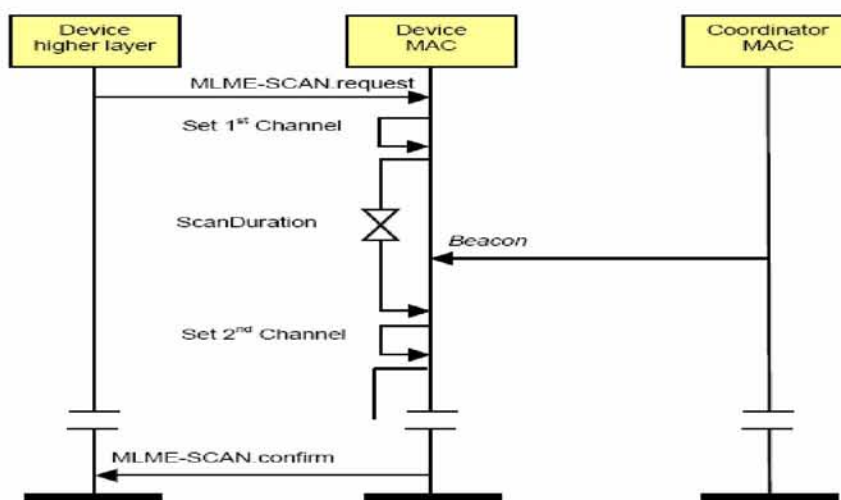 Device
higher layer
Device
MAC
Coordinator
MAC
MLME-SCAN.request
Set 1st Channel
ScanDuration
Beacon
Set 2nd Channel
MLME-SCAN.confirm